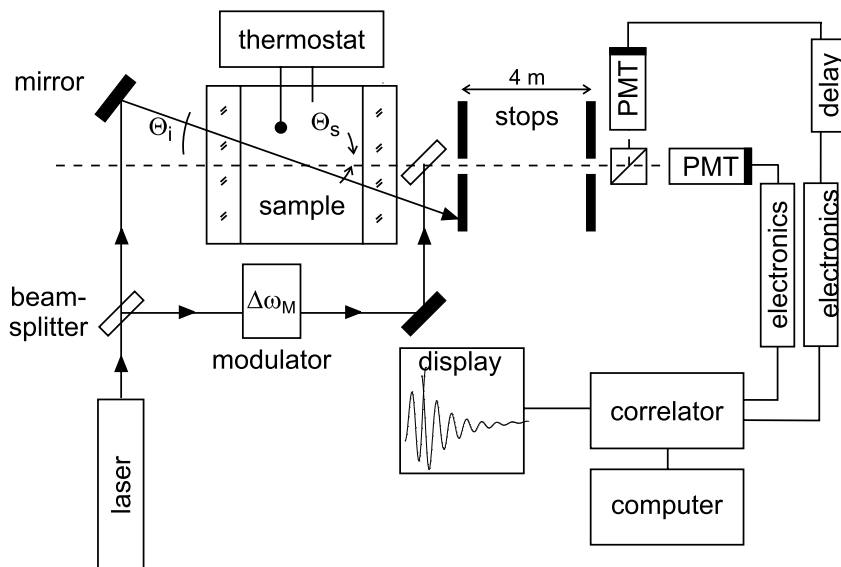 thermostat
mirror
Θi
Θs
sample
4 m
stops
PMT
delay
PMT
electronics
electronics
beam-
splitter
ΔωM
modulator
display
correlator
computer
laser